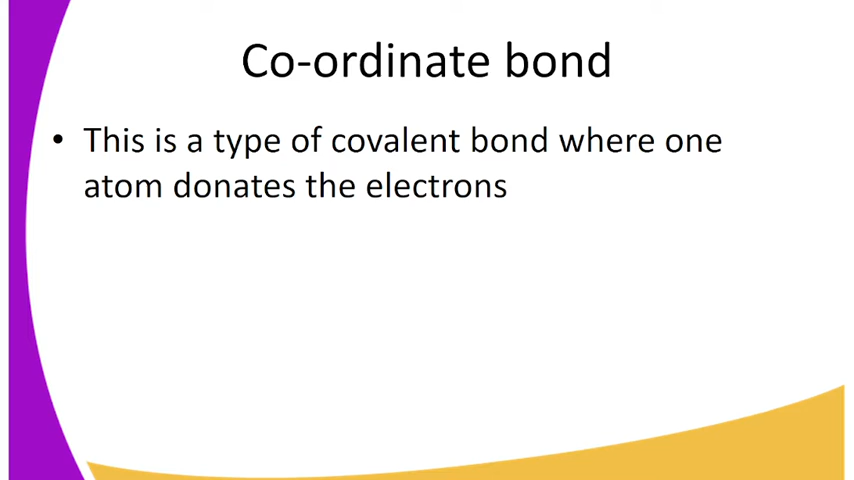 Co-ordinate bond
• This is a type of covalent bond where one
atom donates the electrons